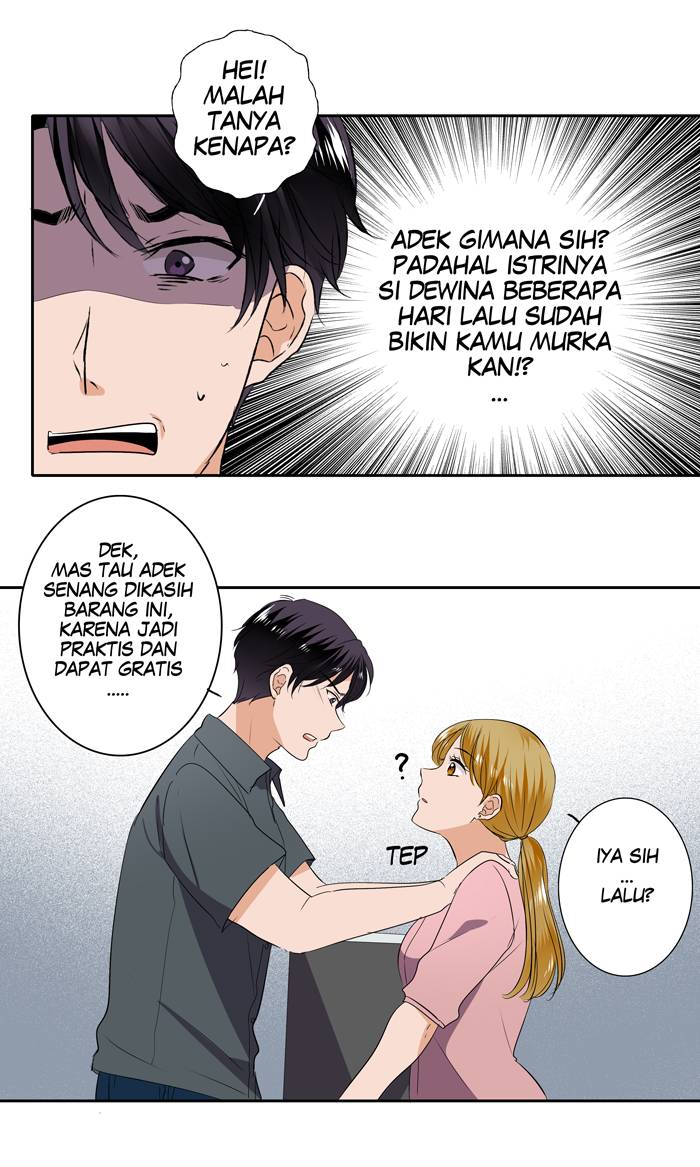 HEI!
MALAH
TANYA
KENAPA?
ADEK GIMANA SIH?
PADAHAL ISTRINYA
SI DEWINA BEBERAPA
HARI LALU SUDAH
BIKIN KAMU MURKA
KAN!?
...
DEK,
MAS TAU ADEK
SENANG DIKASIH
BARANG INI,
KARENA JADI
PRAKTIS DAN
DAPAT GRATIS
.....
?
TEP
IYA SIH
...
LALU?